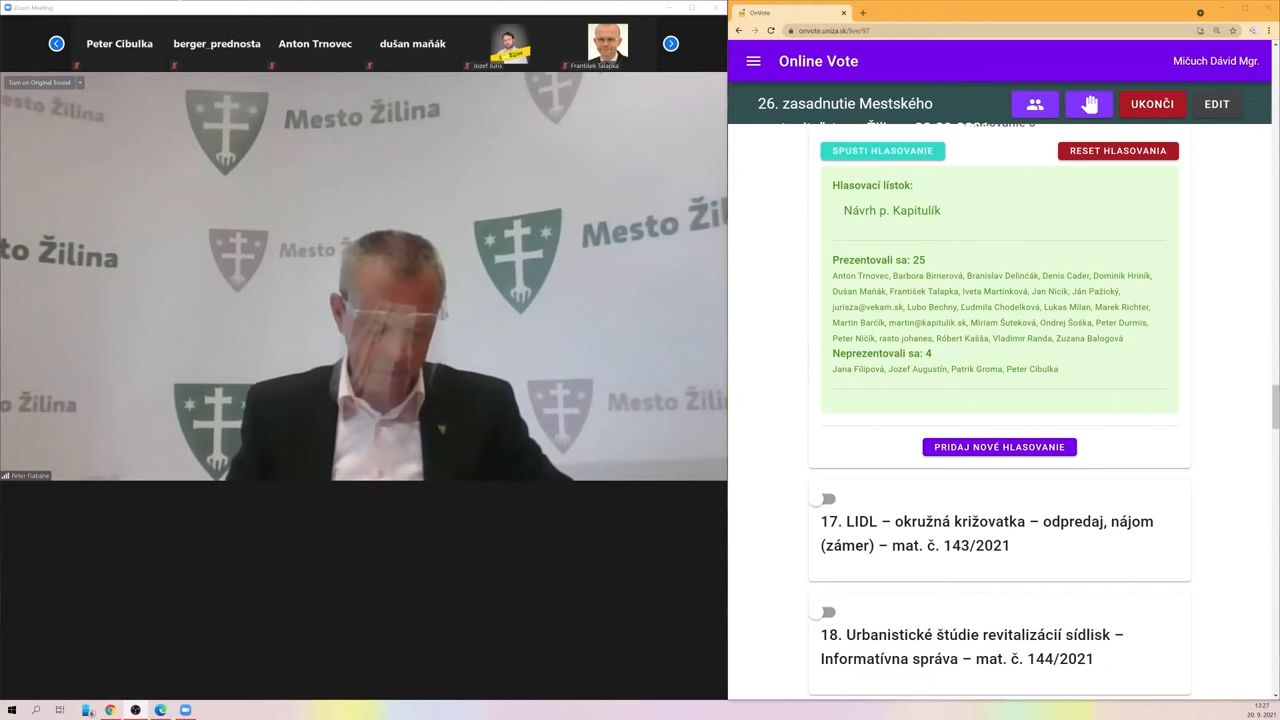 Zoom Meeting
Peter Cibulka
berger_prednosta
Anton Trnovec
dušan maňák
Jozef Juris
František Talapka
Turn on Original Sound
mesto Žilina
Mesto Žilina
sto Žilina
Mesto
Mesto Žilina
sto Žilina
Mesto Žilina
Peter Fiabáne
OnVote
onvote.uniza.sk/live/97
Online Vote
Mičuch Dávid Mgr.
26. zasadnutie Mestského
UKONČI
EDIT
SPUSTI HLASOVANIE
RESET HLASOVANIA
Hlasovací lístok:
Návrh p. Kapitulík
Prezentovali sa: 25
Anton Trnovec, Barbora Birnerová, Branislav Delinčák, Denis Cader, Dominik Hriník,
Dušan Maňák, František Talapka, Iveta Martinková, Jan Nicik, Ján Pažický,
jurisza@vekam.sk, Lubo Bechny, Ľudmila Chodelková, Lukas Milan, Marek Richter,
Martin Barčík, martin@kapitulik.sk, Miriam Šuteková, Ondrej Šoška, Peter Durmis,
Peter Ničík, rasto johanes, Róbert Kašša, Vladimir Randa, Zuzana Balogová
Neprezentovali sa: 4
Jana Filipová, Jozef Augustín, Patrik Groma, Peter Cibulka
PRIDAJ NOVÉ HLASOVANIE
17. LIDL – okružná križovatka – odpredaj, nájom
(zámer) – mat. č. 143/2021
18. Urbanistické štúdie revitalizácií sídlisk –
Informatívna správa – mat. č. 144/2021
13:27
20. 9. 2021